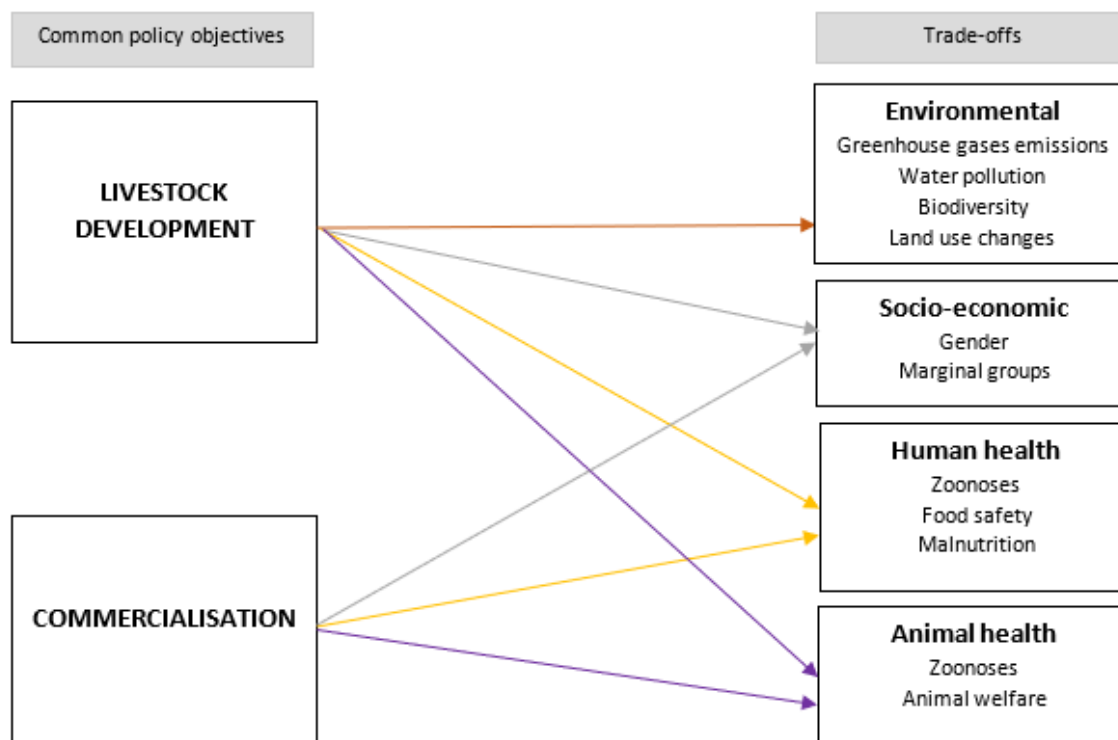 Common policy objectives
Trade-offs
LIVESTOCK
DEVELOPMENT
COMMERCIALISATION
Environmental
Greenhouse gases emissions
Water pollution
Biodiversity
Land use changes
Socio-economic
Gender
Marginal groups
Human health
Zoonoses
Food safety
Malnutrition
Animal health
Zoonoses
Animal welfare